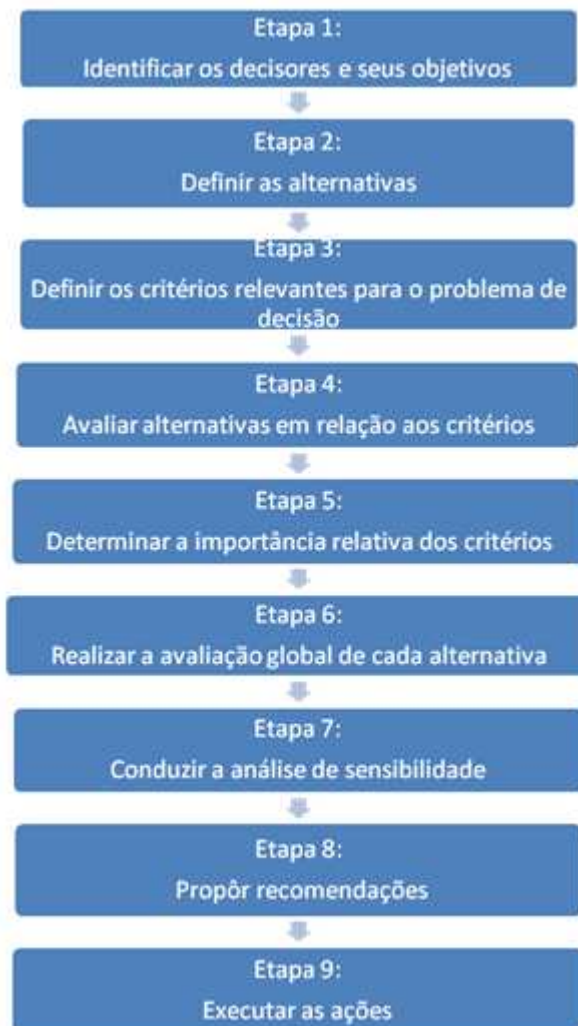 Etapa 1:
Identificar os decisores e seus objetivos
Etapa 2:
Definir as alternativas
Etapa 3:
Definir os critérios relevantes para o problema de
decisão
Etapa 4:
Avaliar alternativas em relação aos critérios
Etapa 5:
Determinar a importância relativa dos critérios
Etapa 6:
Realizar a avaliação global de cada alternativa
Etapa 7:
Conduzir a análise de sensibilidade
Etapa 8:
Propôr recomendações
Etapa 9:
Executar as ações